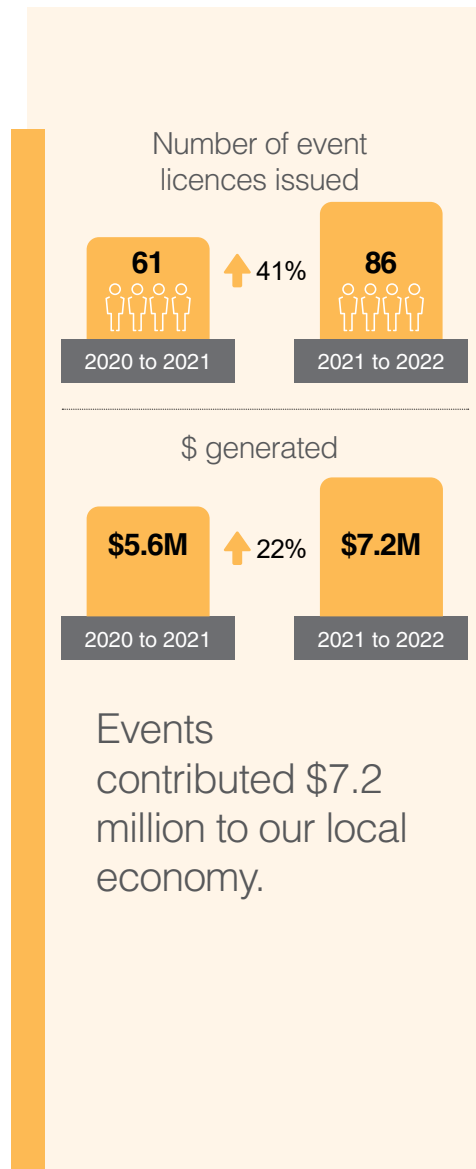 Number of event
licences issued
61
41%
86
2020 to 2021
2021 to 2022
$ generated
$5.6M
22%
$7.2M
2020 to 2021
2021 to 2022
Events
contributed $7.2
million to our local
economy.